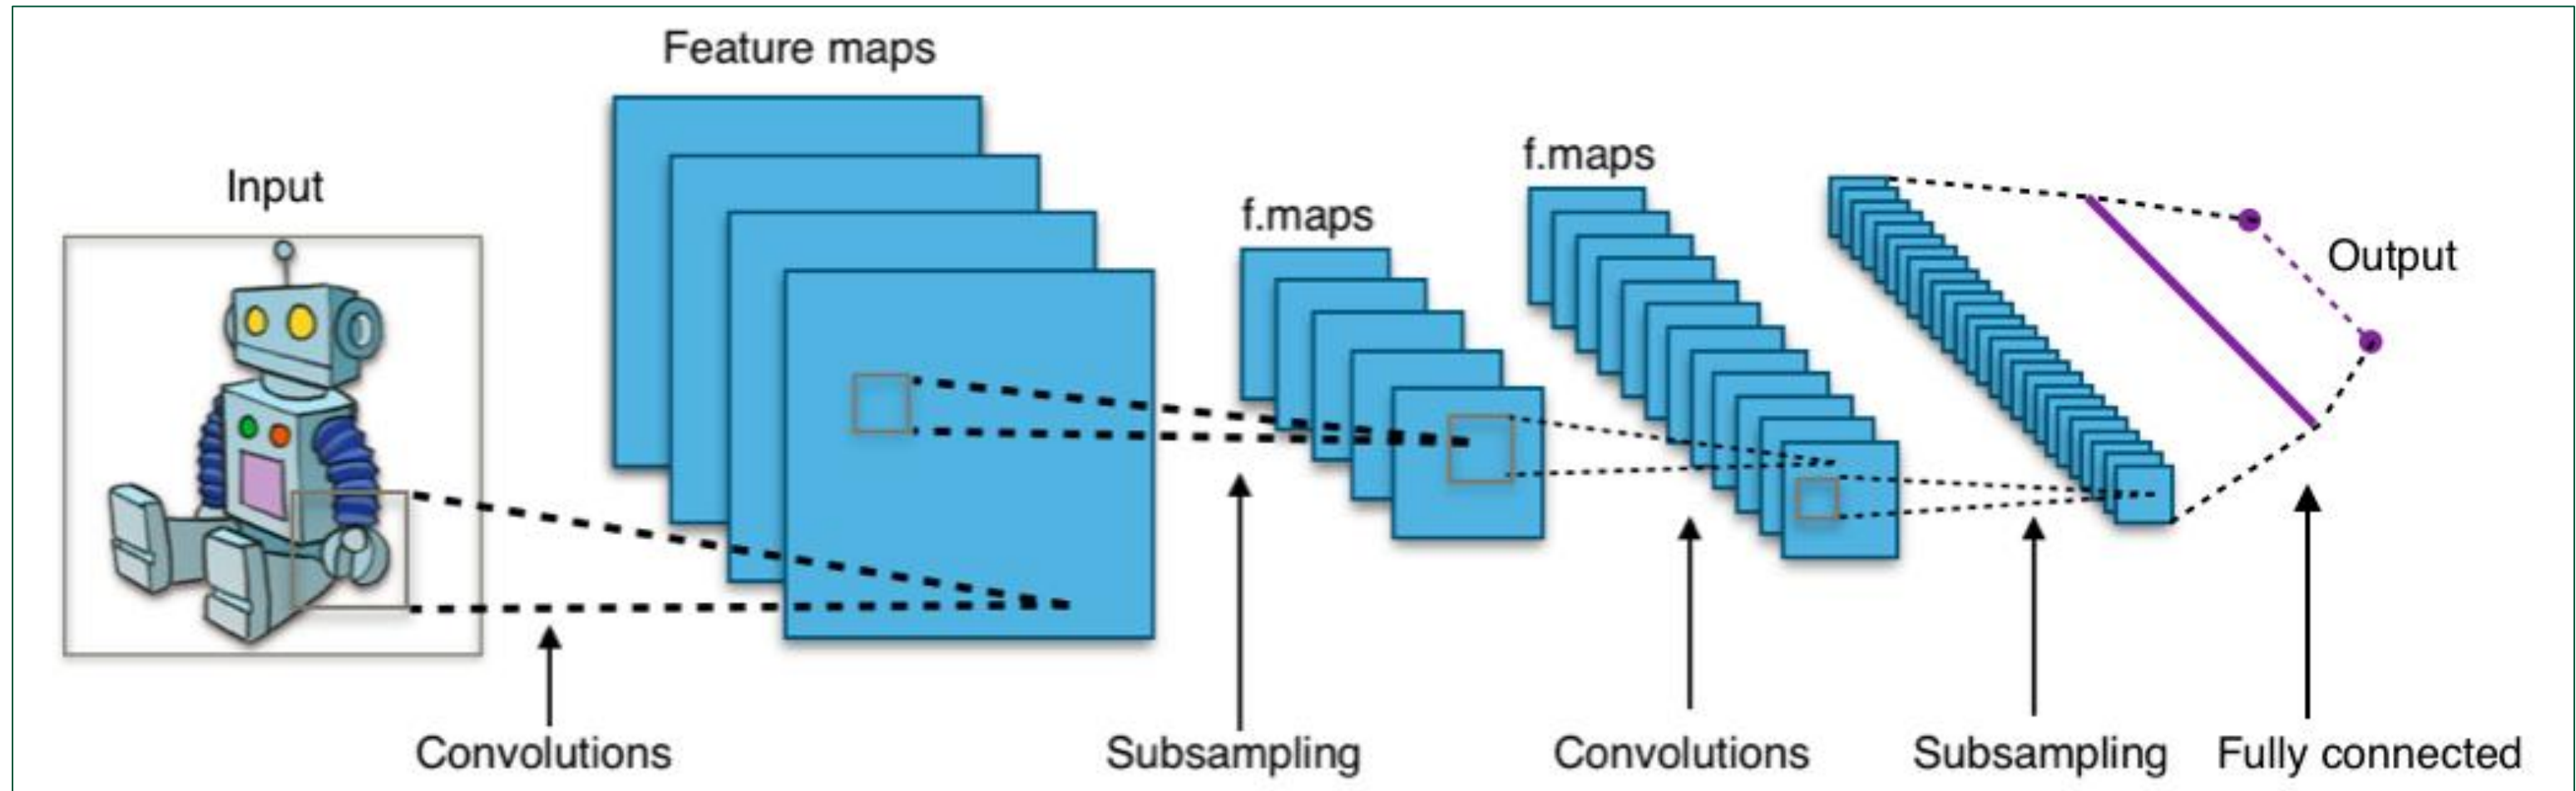 Feature maps
Input
f.maps
f.maps
Output
Convolutions
Subsampling
Convolutions
Subsampling
Fully connected